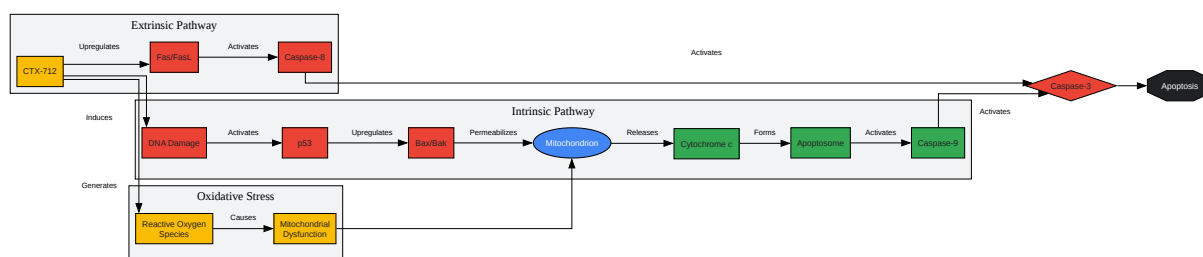 Extrinsic Pathway
Upregulates
Activates
Fas/FasL
Caspase-8
CTX-712
Activates
Caspase-3
Apoptosis
Intrinsic Pathway
Activates
Induces
Activates
Upregulates
Permeabilizes
Releases
Forms
Activates
DNA Damage
p53
Bax/Bak
Mitochondrion
Cytochrome c
Apoptosome
Caspase-9
Generates
Oxidative Stress
Causes
Reactive Oxygen
Species
Mitochondrial
Dysfunction